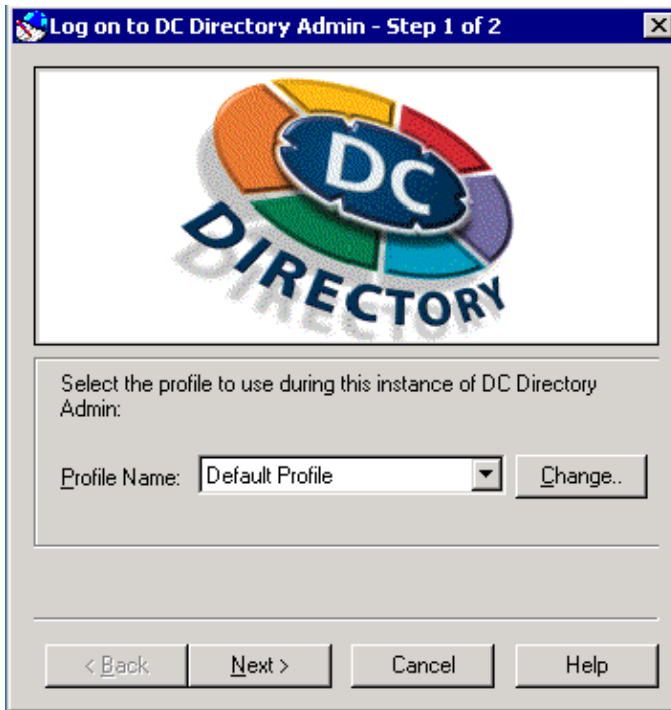 Log on to DC Directory Admin - Step 1 of 2
DC
DIRECTORY
Select the profile to use during this instance of DC Directory
Admin:
Profile Name: Default Profile Change..
< Back Next > Cancel Help